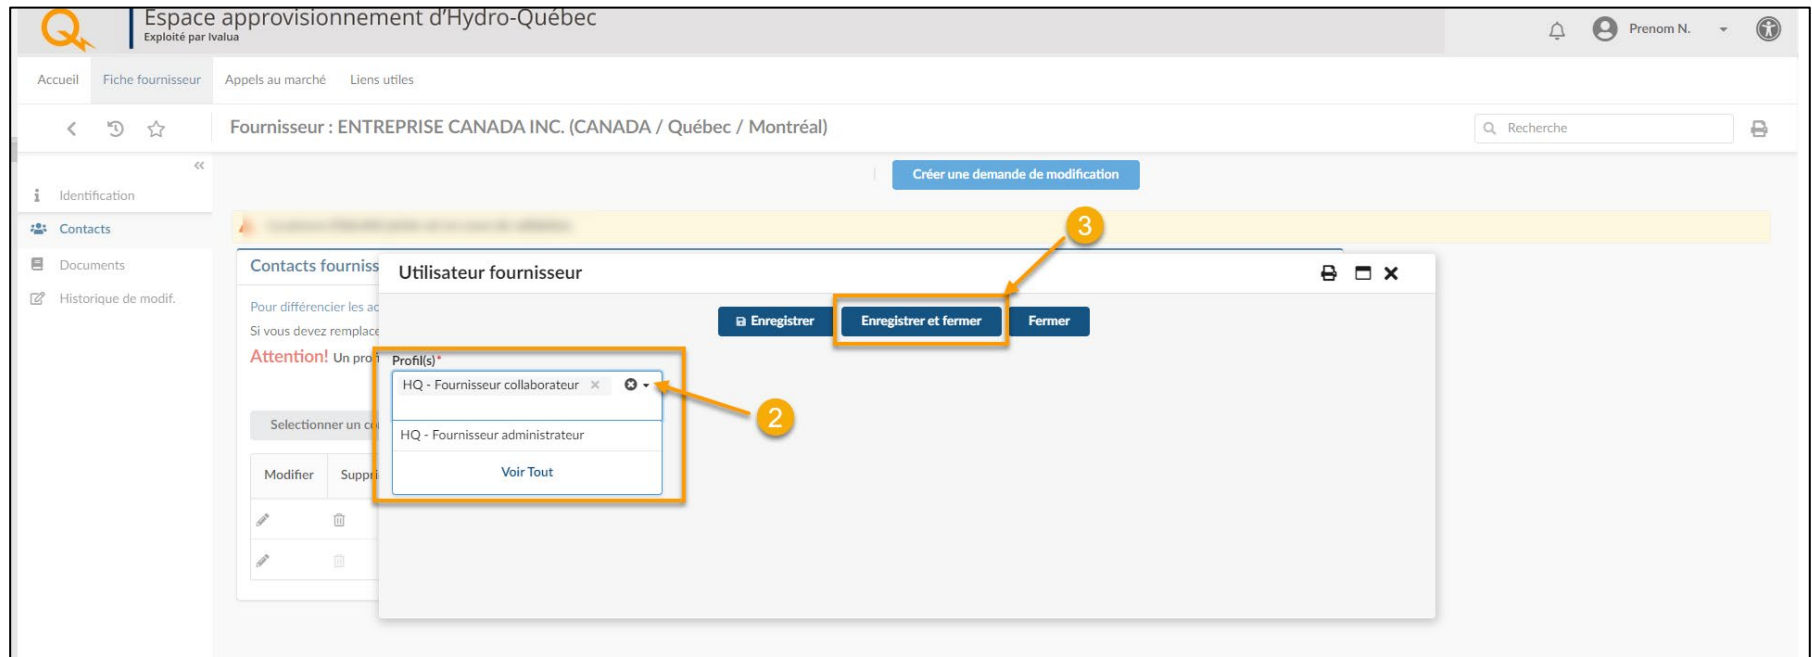 Espace approvisionnement d'Hydro-Québec
Exploité par Ivalua
Prenom N.
Accueil Fiche fournisseur Appels au marché Liens utiles
Fournisseur : ENTREPRISE CANADA INC. (CANADA / Québec / Montréal)
Recherche
Créer une demande de modification
Identification
Contacts
Documents
Historique de modif.
3
Contacts fourniss
Utilisateur fournisseur
Pour différencier les ac
Si vous devez remplace
Attention! Un prof
Enregistrer Enregistrer et fermer Fermer
Profil(s)*
HQ - Fournisseur collaborateur
2
HQ - Fournisseur administrateur
Voir Tout
Selectionner un co
Modifier Suppri